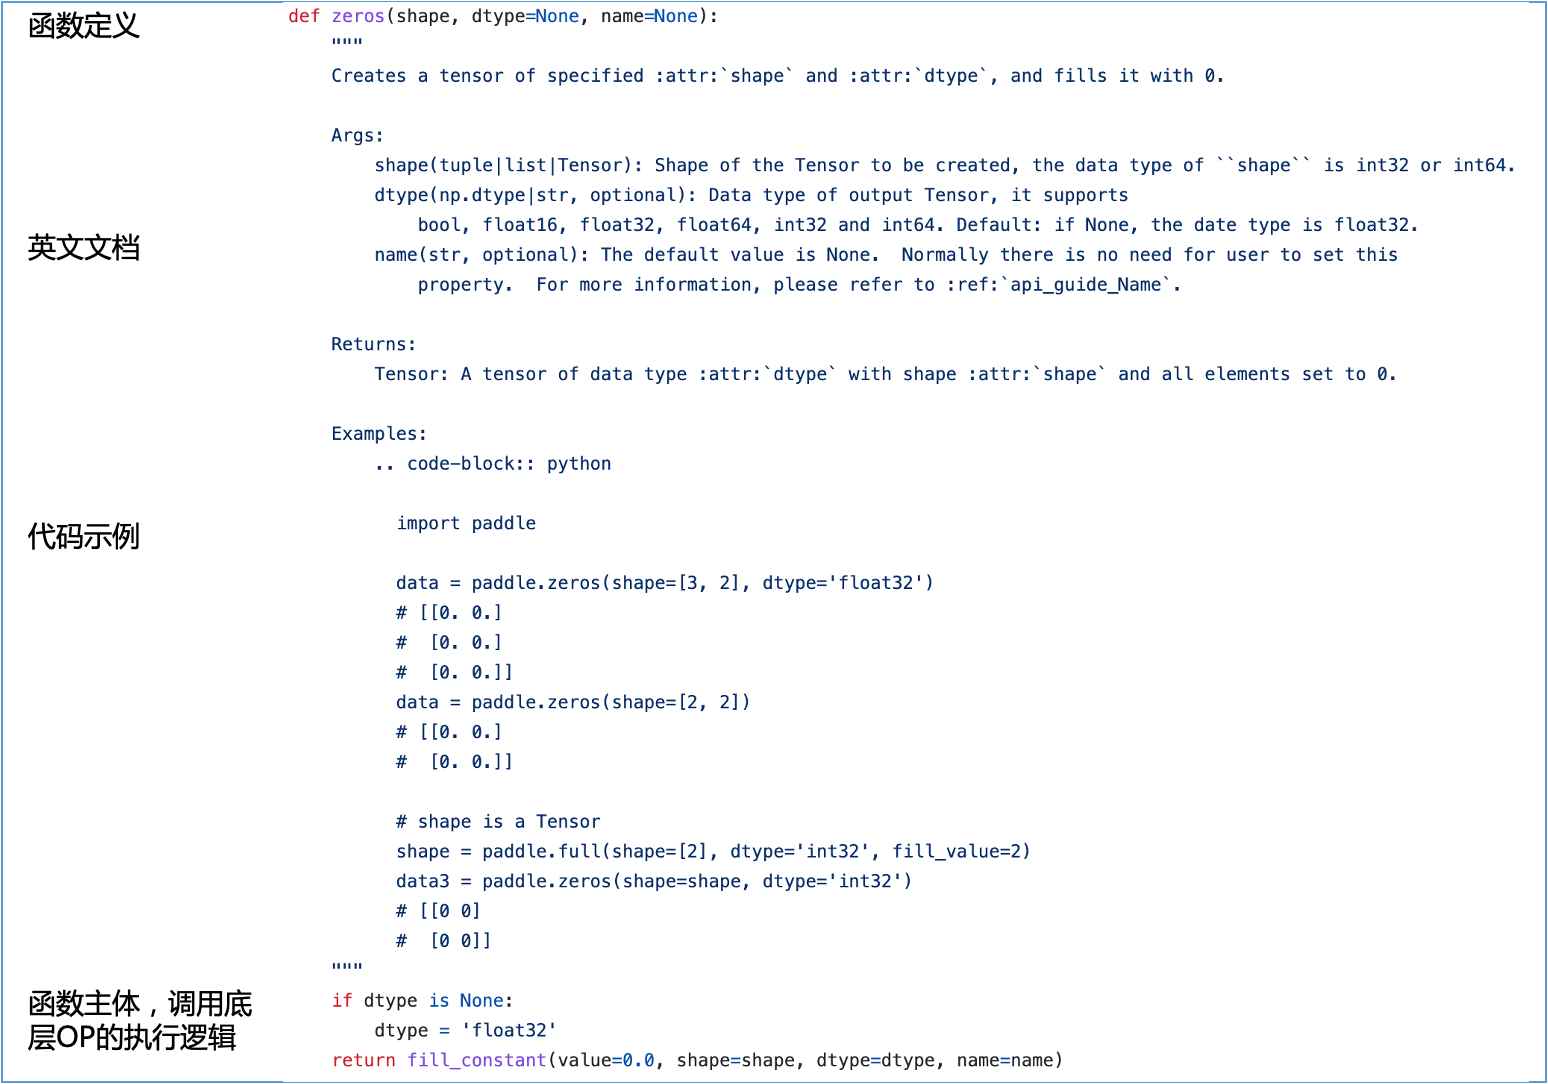 函数定义
def zeros(shape, dtype=None, name=None):
    """
    Creates a tensor of specified :attr:`shape` and :attr:`dtype`, and fills it with 0.
    Args:
        shape(tuple|list|Tensor): Shape of the Tensor to be created, the data type of ``shape`` is int32 or int64.
        dtype(np.dtype|str, optional): Data type of output Tensor, it supports
            bool, float16, float32, float64, int32 and int64. Default: if None, the date type is float32.
英文文档
        name(str, optional): The default value is None.  Normally there is no need for user to set this
            property.  For more information, please refer to :ref:`api_guide_Name`.
    Returns:
        Tensor: A tensor of data type :attr:`dtype` with shape :attr:`shape` and all elements set to 0.
    Examples:
        .. code-block:: python
          import paddle
代码示例
          data = paddle.zeros(shape=[3, 2], dtype='float32')
          # [[0. 0.]
          #  [0. 0.]
          #  [0. 0.]]
          data = paddle.zeros(shape=[2, 2])
          # [[0. 0.]
          #  [0. 0.]]
          # shape is a Tensor
          shape = paddle.full(shape=[2], dtype='int32', fill_value=2)
          data3 = paddle.zeros(shape=shape, dtype='int32')
          # [[0 0]
          #  [0 0]]
    """
函数主体，调用底
层OP的执行逻辑
    if dtype is None:
        dtype = 'float32'
    return fill_constant(value=0.0, shape=shape, dtype=dtype, name=name)